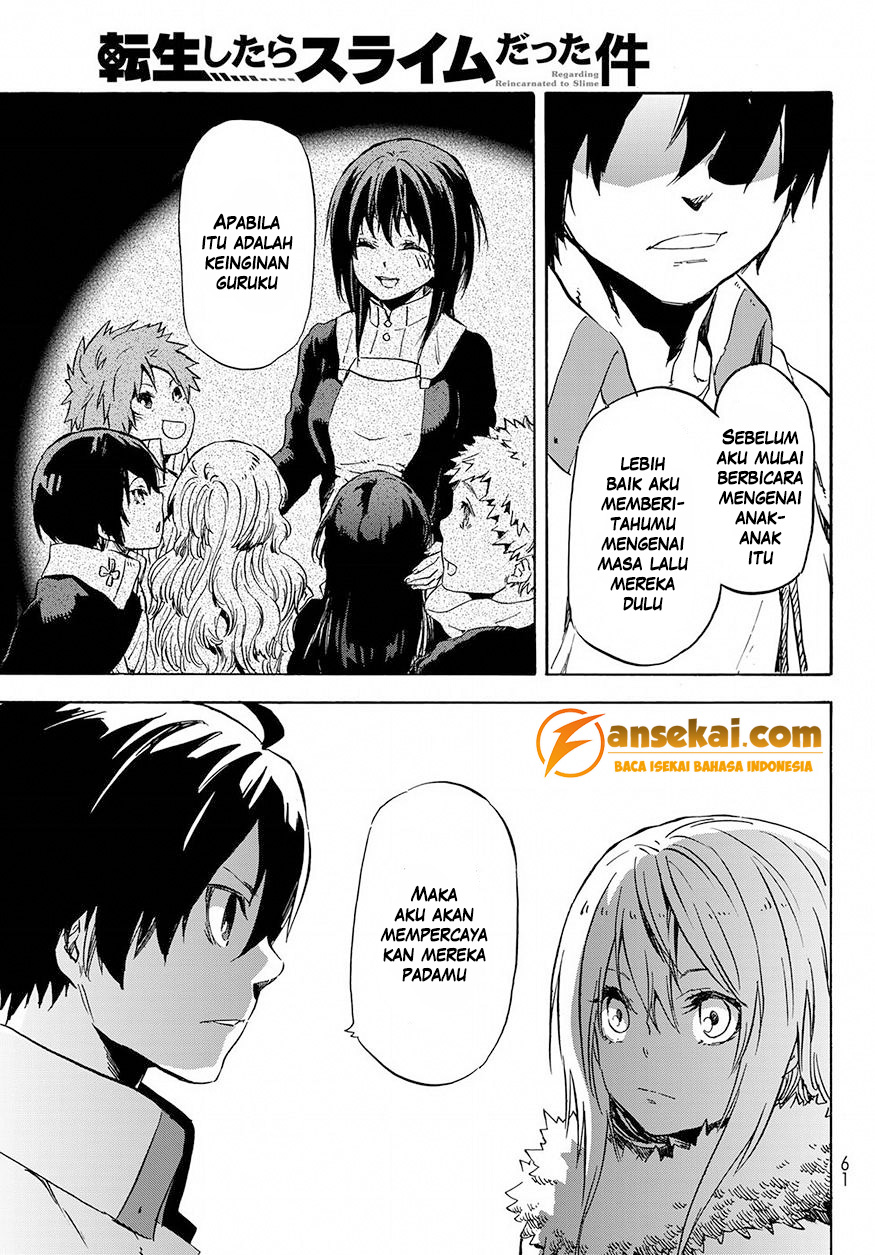 転生したらスライムだった件
Regarding
Reincarnated to Slime
SEBELUM
AKU MULAI
BERBICARA
MENGENAI
ANAK-
ANAK
ITU
LEBIH
BAIK AKU
MEMBERI-
TAHUMU
MENGENAI
MASA LALU
MEREKA
DULU
APABILA
ITU ADALAH
KEINGINAN
GURUKU
ansekai.com
BACA ISEKAI BAHASA INDONESIA
MAKA
AKU AKAN
MEMPERCAYA
KAN MEREKA
PADAMU
61